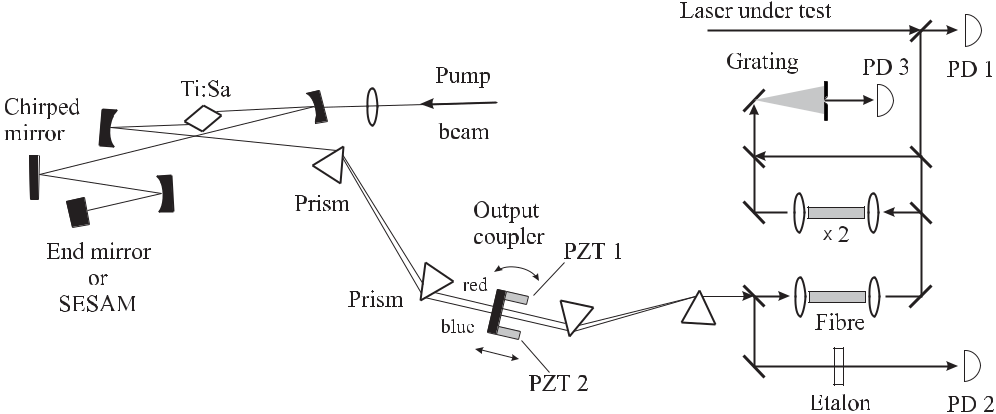 Laser under test
PD 1
Grating
PD 3
Pump
beam
Ti:Sa
Chirped
mirror
End mirror
or
SESAM
Prism
Prism
Output
coupler
PZT 1
red
blue
PZT 2
x 2
Fibre
Etalon
PD 2